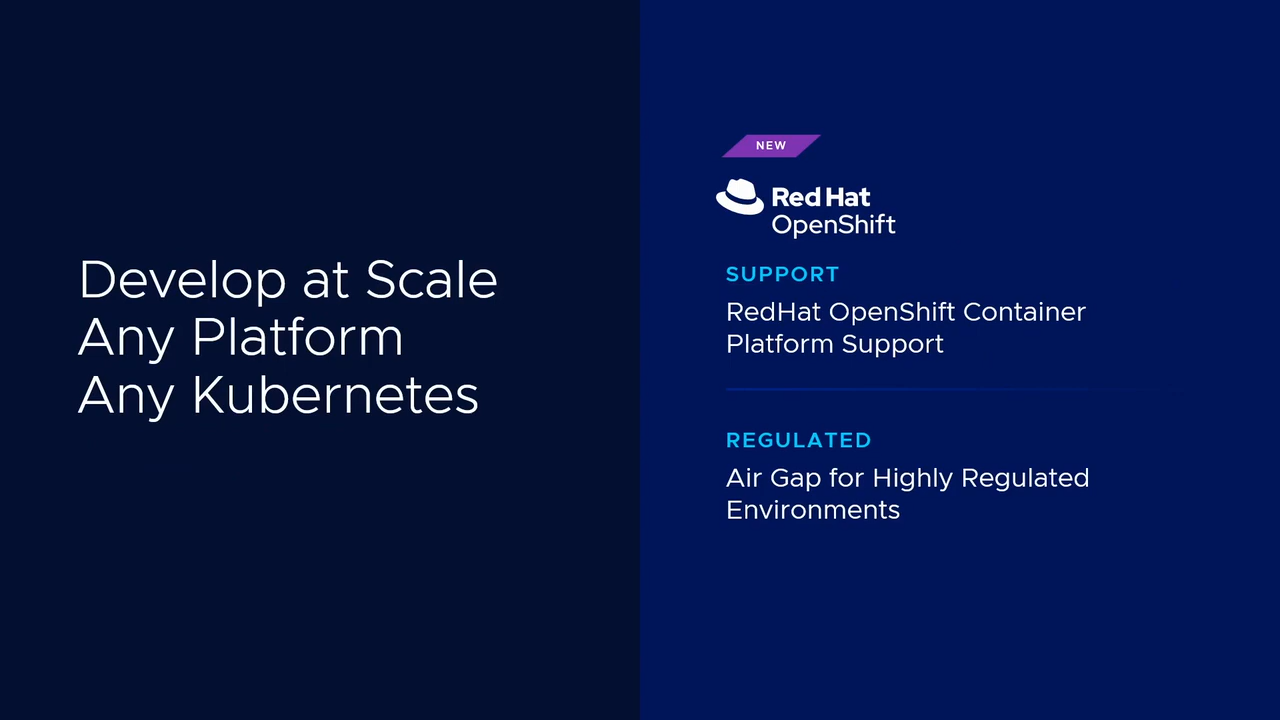 Develop at Scale
Any Platform
Any Kubernetes
NEW
Red Hat
OpenShift
SUPPORT
RedHat OpenShift Container
Platform Support
REGULATED
Air Gap for Highly Regulated
Environments